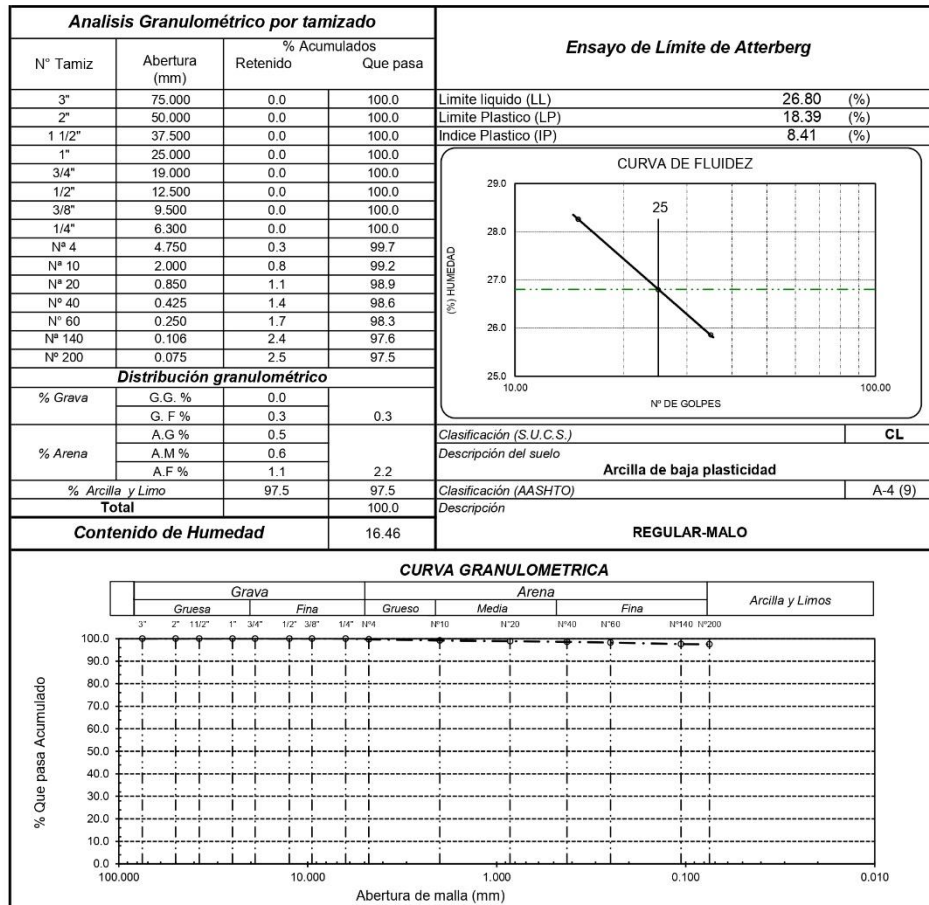 Analisis Granulométrico por tamizado
N° Tamiz Abertura (mm) % Acumulados
Retenido Que pasa
3" 75.000 0.0 100.0
2" 50.000 0.0 100.0
1 1/2" 37.500 0.0 100.0
1" 25.000 0.0 100.0
3/4" 19.000 0.0 100.0
1/2" 12.500 0.0 100.0
3/8" 9.500 0.0 100.0
1/4" 6.300 0.0 100.0
Nª 4 4.750 0.3 99.7
Nª 10 2.000 0.8 99.2
Nª 20 0.850 1.1 98.9
Nº 40 0.425 1.4 98.6
N° 60 0.250 1.7 98.3
Nª 140 0.106 2.4 97.6
Nº 200 0.075 2.5 97.5
Distribución granulométrico
% Grava G.G. % 0.0
G. F % 0.3 0.3
% Arena A.G % 0.5
A.M % 0.6
A.F % 1.1 2.2
% Arcilla y Limo 97.5 97.5
Total 100.0
Contenido de Humedad 16.46
Ensayo de Límite de Atterberg
Limite liquido (LL) 26.80 (%)
Limite Plastico (LP) 18.39 (%)
Indice Plastico (IP) 8.41 (%)
CURVA DE FLUIDEZ
29.0
28.0
27.0
26.0
25.0
(%) HUMEDAD
25
10.00 100.00
Nº DE GOLPES
Clasificación (S.U.C.S.) CL
Descripción del suelo
Arcilla de baja plasticidad
Clasificación (AASHTO) A-4 (9)
Descripción
REGULAR-MALO
CURVA GRANULOMETRICA
Grava Arena Arcilla y Limos
Gruesa Fina Grueso Media Fina
3" 2" 11/2" 1" 3/4" 1/2" 3/8" 1/4" Nº4 Nº10 N°20 Nº40 N°60 Nº140 Nº200
100.0
90.0
80.0
70.0
60.0
50.0
40.0
30.0
20.0
10.0
0.0
% Que pasa Acumulado
100.000 10.000 1.000 0.100 0.010
Abertura de malla (mm)